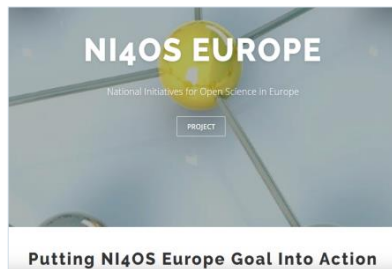 NI4OS EUROPE
National Initiatives for Open Science in Europe
PROJECT
Putting NI4OS Europe Goal Into Action